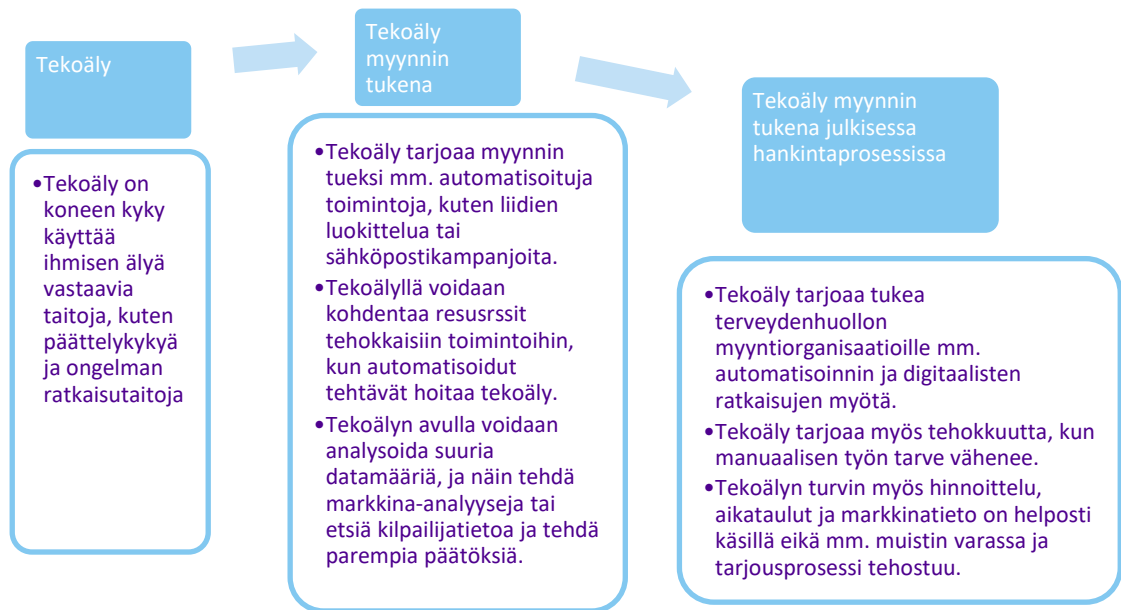 Tekoäly
•Tekoäly on
koneen kyky
käyttää
ihmisen älyä
vastaavia
taitoja, kuten
päättelykykyä
ja ongelman
ratkaisutaitoja
Tekoäly
myynnin
tukena
•Tekoäly tarjoaa myynnin
tueksi mm. automatisoituja
toimintoja, kuten liidien
luokittelua tai
sähköpostikampanjoita.
•Tekoälyllä voidaan
kohdentaa resusrssit
tehokkaisiin toimintoihin,
kun automatisoidut
tehtävät hoitaa tekoäly.
•Tekoälyn avulla voidaan
analysoida suuria
datamääriä, ja näin tehdä
markkina-analyyseja tai
etsiä kilpailijatietoa ja tehdä
parempia päätöksiä.
Tekoäly myynnin
tukena julkisessa
hankintaprosessissa
•Tekoäly tarjoaa tukea
terveydenhuollon
myyntiorganisaatioille mm.
automatisoinnin ja digitaalisten
ratkaisujen myötä.
•Tekoäly tarjoaa myös tehokkuutta, kun
manuaalisen työn tarve vähenee.
•Tekoälyn turvin myös hinnoittelu,
aikataulut ja markkinatieto on helposti
käsillä eikä mm. muistin varassa ja
tarjousprosessi tehostuu.